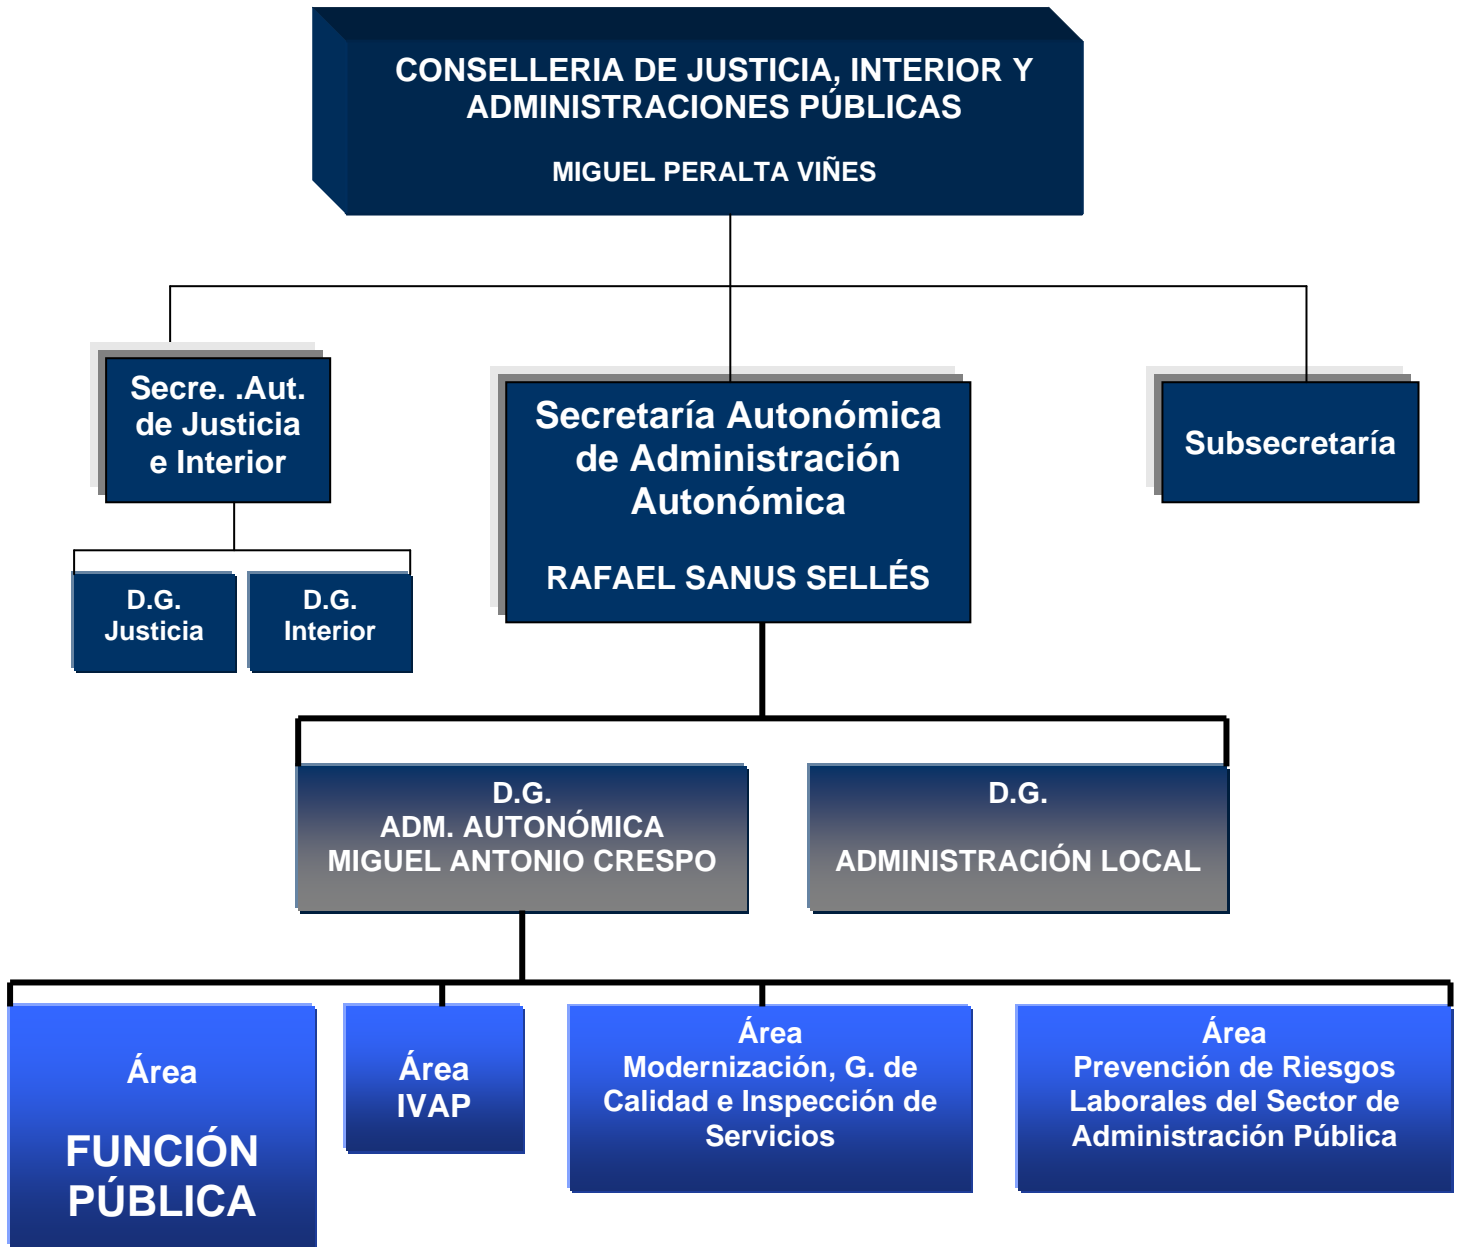 CONSELLERIA DE JUSTICIA, INTERIOR Y
ADMINISTRACIONES PÚBLICAS
MIGUEL PERALTA VIÑES
Secre. .Aut.
de Justicia
e Interior
Secretaría Autonómica
de Administración
Autonómica
RAFAEL SANUS SELLÉS
Subsecretaría
D.G.
Justicia
D.G.
Interior
D.G.
ADM. AUTONÓMICA
MIGUEL ANTONIO CRESPO
D.G.
ADMINISTRACIÓN LOCAL
Área
FUNCIÓN
PÚBLICA
Área
IVAP
Área
Modernización, G. de
Calidad e Inspección de
Servicios
Área
Prevención de Riesgos
Laborales del Sector de
Administración Pública